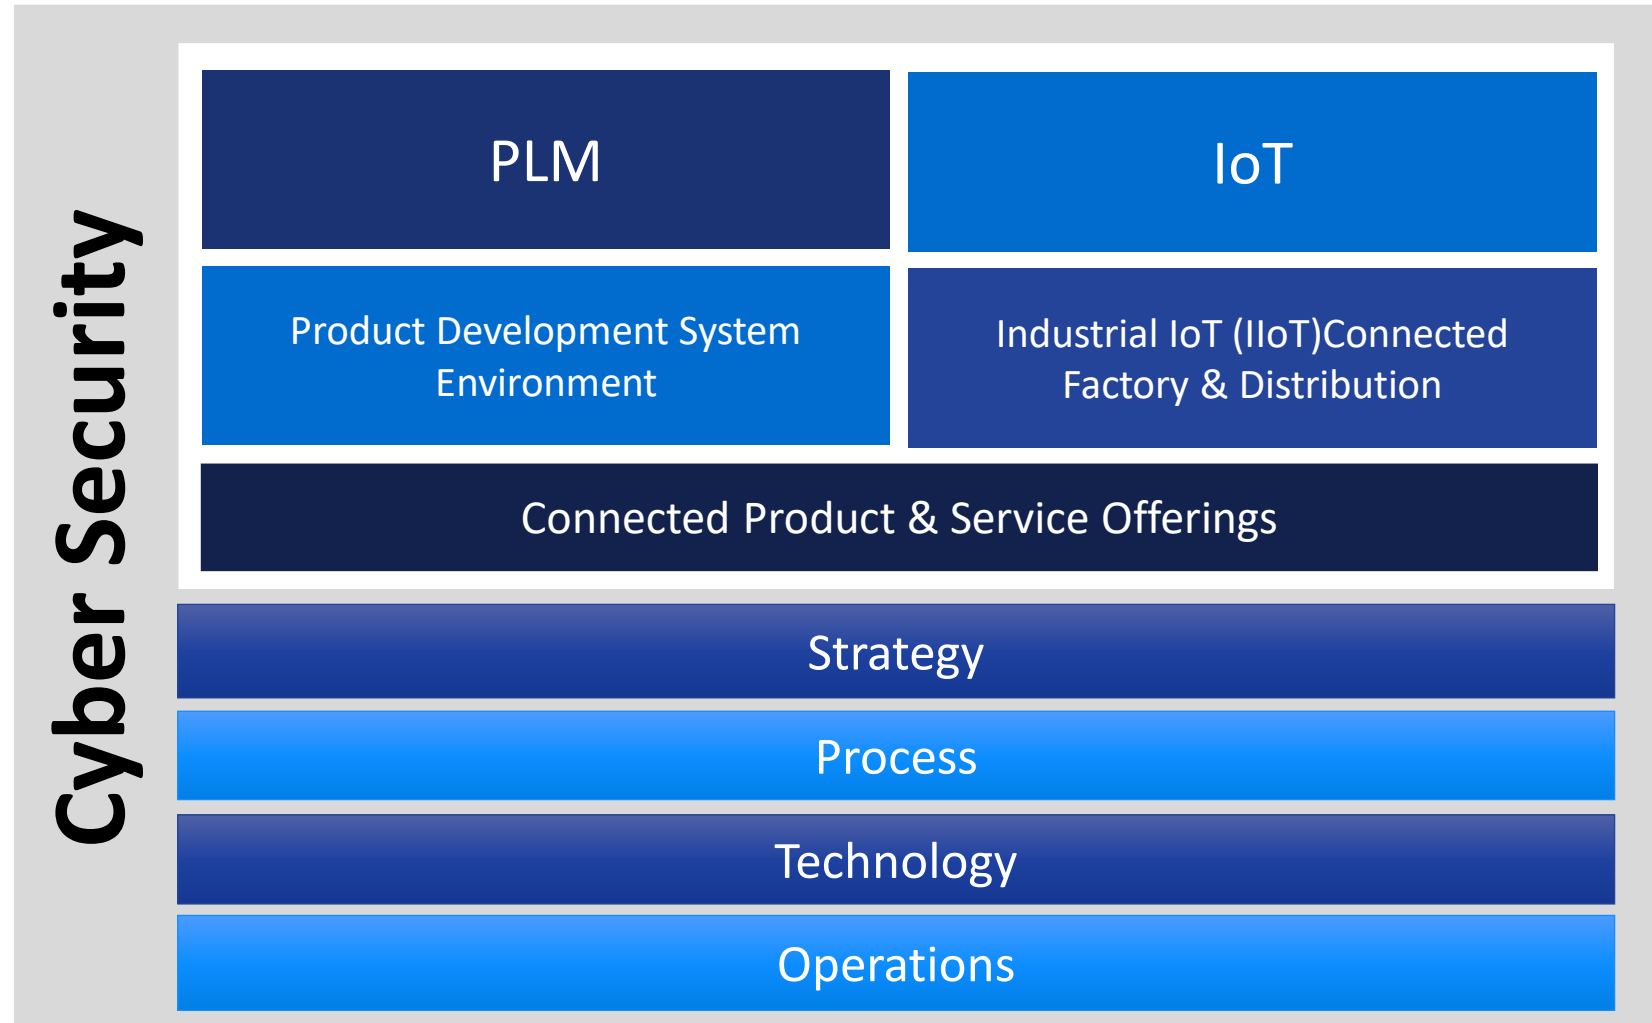 Cyber Security
PLM
IoT
Product Development System
Environment
Industrial IoT (IIoT)Connected
Factory & Distribution
Connected Product & Service Offerings
Strategy
Process
Technology
Operations